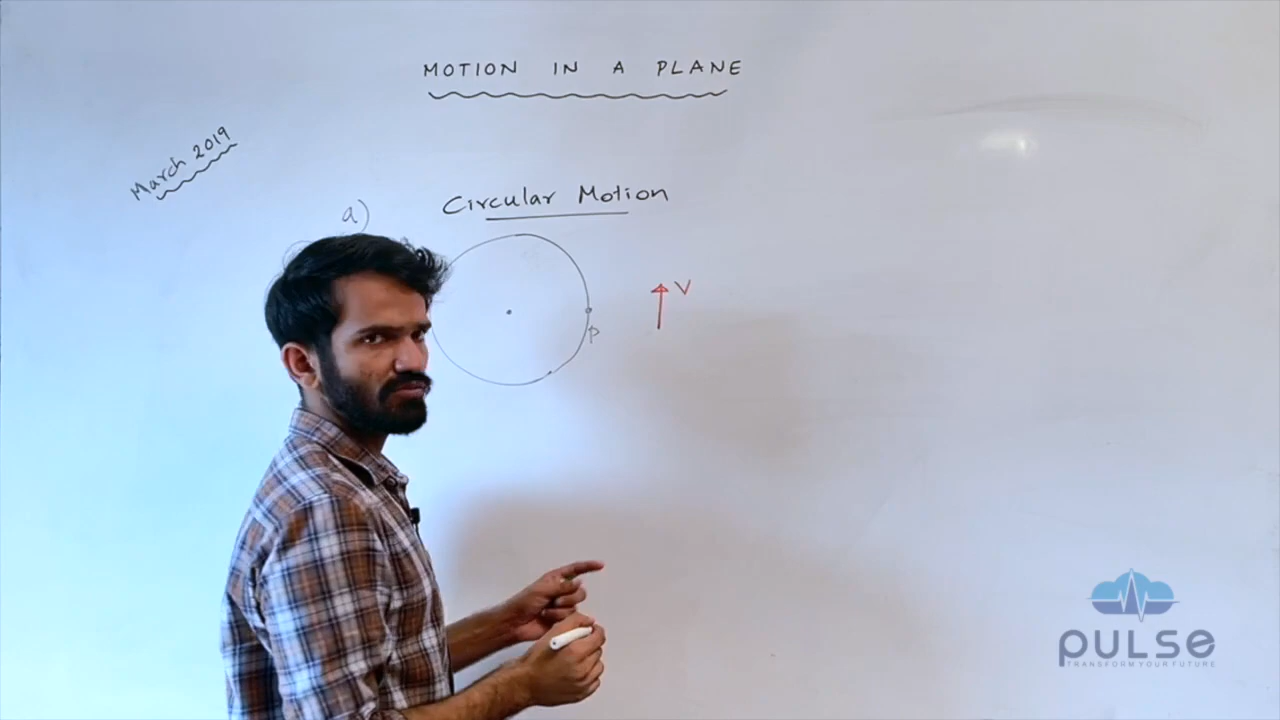 MOTION IN A PLANE
March 2019
Circular Motion
a)
V
P
PULSE
TRANSFORM YOUR FUTURE